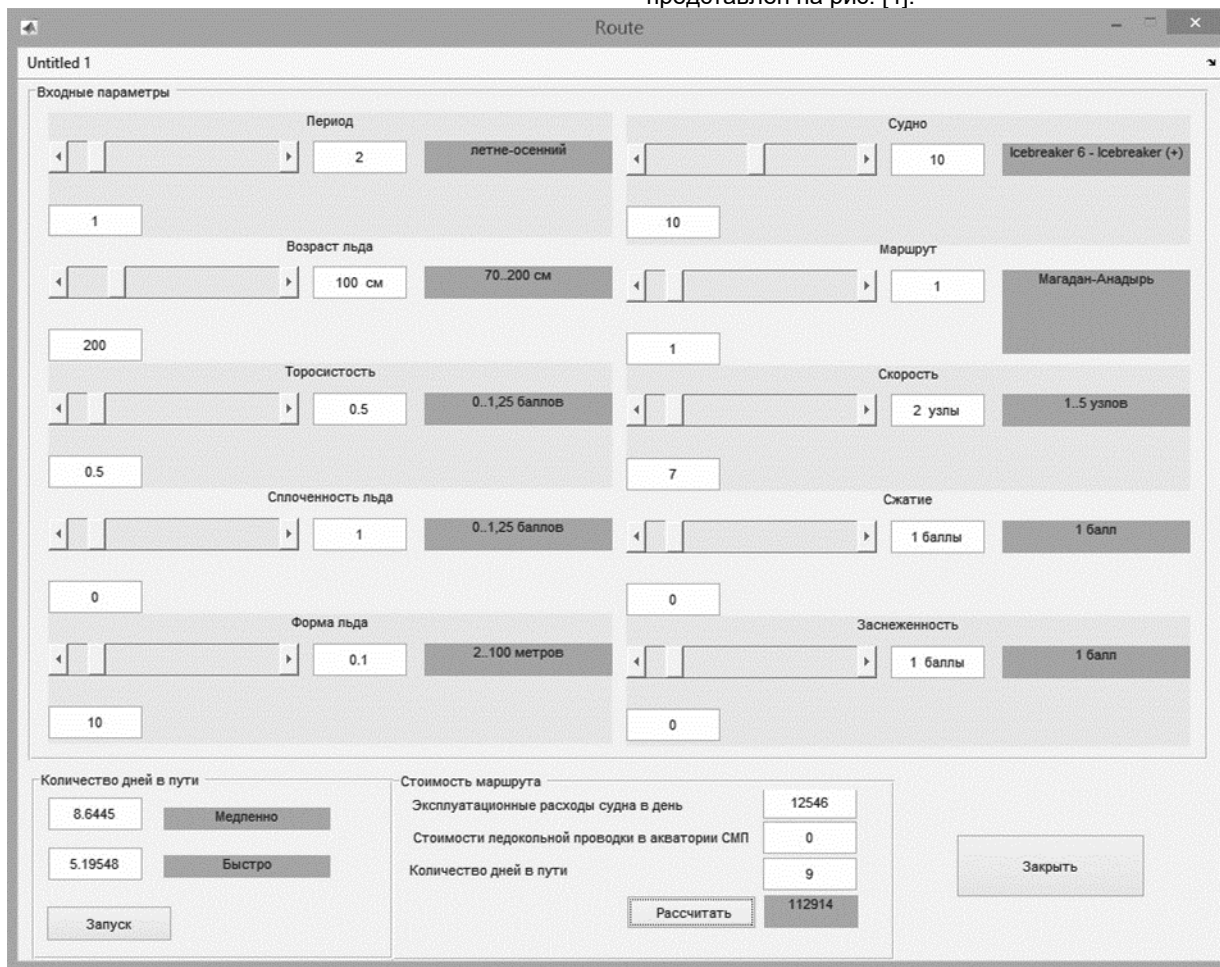 представлен на рис. [4].
Route
Untitled 1
Входные параметры
Период
2
летне-осенний
1
Судно
10
Icebreaker 6 - Icebreaker (+)
10
Возраст льда
100 см
70..200 см
200
Маршрут
1
Магадан-Анадырь
1
Торосистость
0.5
0..1,25 баллов
0.5
Скорость
2 узлы
1..5 узлов
7
Сплоченность льда
1
0..1,25 баллов
0
Сжатие
1 баллы
1 балл
0
Форма льда
0.1
2..100 метров
10
Заснеженность
1 баллы
1 балл
0
Количество дней в пути
8.6445
Медленно
5.19548
Быстро
Запуск
Стоимость маршрута
Эксплуатационные расходы судна в день
12546
Стоимости ледокольной проводки в акватории СМП
0
Количество дней в пути
9
Рассчитать
112914
Закрыть